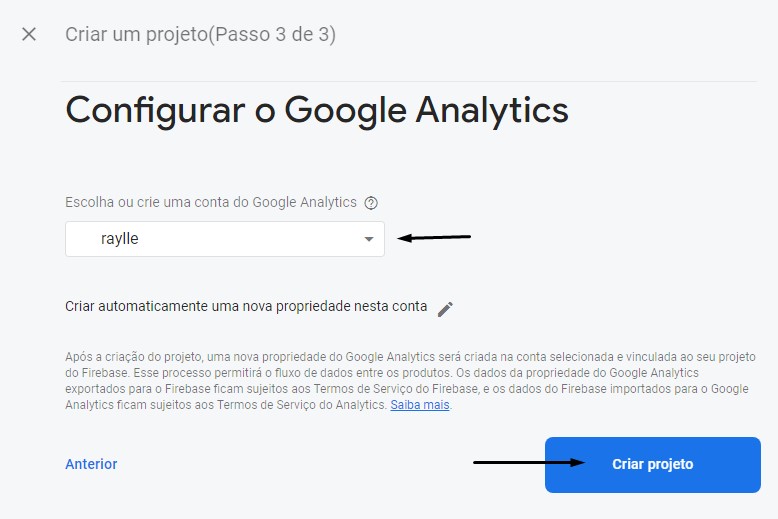 Criar um projeto(Passo 3 de 3)
Configurar o Google Analytics
Escolha ou crie uma conta do Google Analytics
raylle
Criar automaticamente uma nova propriedade nesta conta
Após a criação do projeto, uma nova propriedade do Google Analytics será criada na conta selecionada e vinculada ao seu projeto
do Firebase. Esse processo permitirá o fluxo de dados entre os produtos. Os dados da propriedade do Google Analytics
exportados para o Firebase ficam sujeitos aos Termos de Serviço do Firebase, e os dados do Firebase importados para o Google
Analytics ficam sujeitos aos Termos de Serviço do Analytics. Saiba mais.
Anterior
Criar projeto